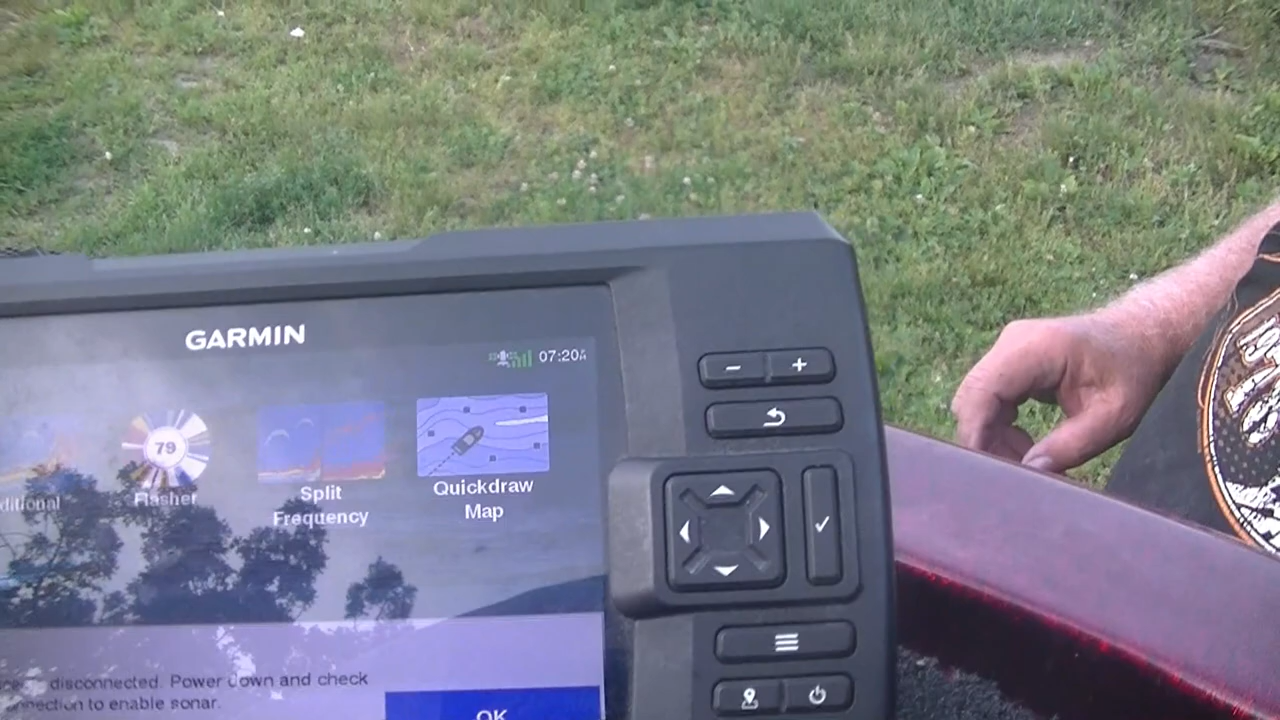 GARMIN
07:20
79
Flasher
Split
Frequency
Quickdraw
Map
disconnected. Power down and check
to enable sonar.
OK